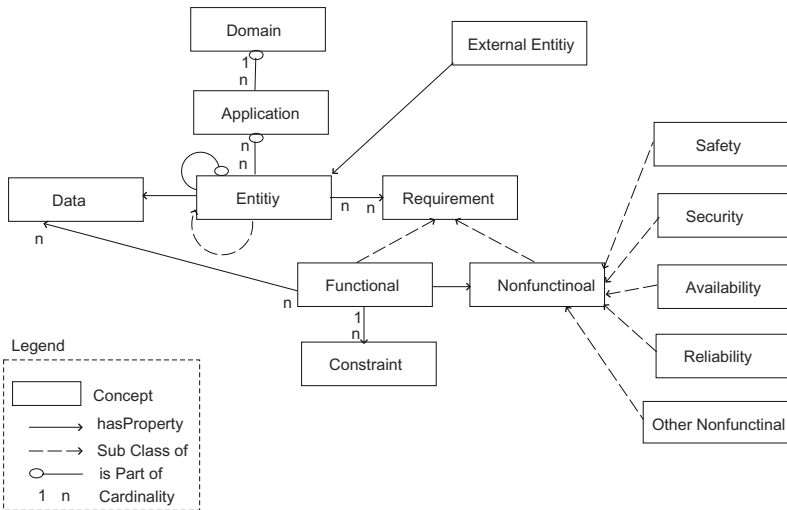 Domain
External Entitiy
1
n
Application
n
n
Safety
Data
Entitiy
Requirement
n
n
Security
n
Functional
Nonfunctinoal
Availability
n
1
n
Constraint
Reliability
Other Nonfunctinal
Legend
Concept
hasProperty
Sub Class of
is Part of
1 n Cardinality